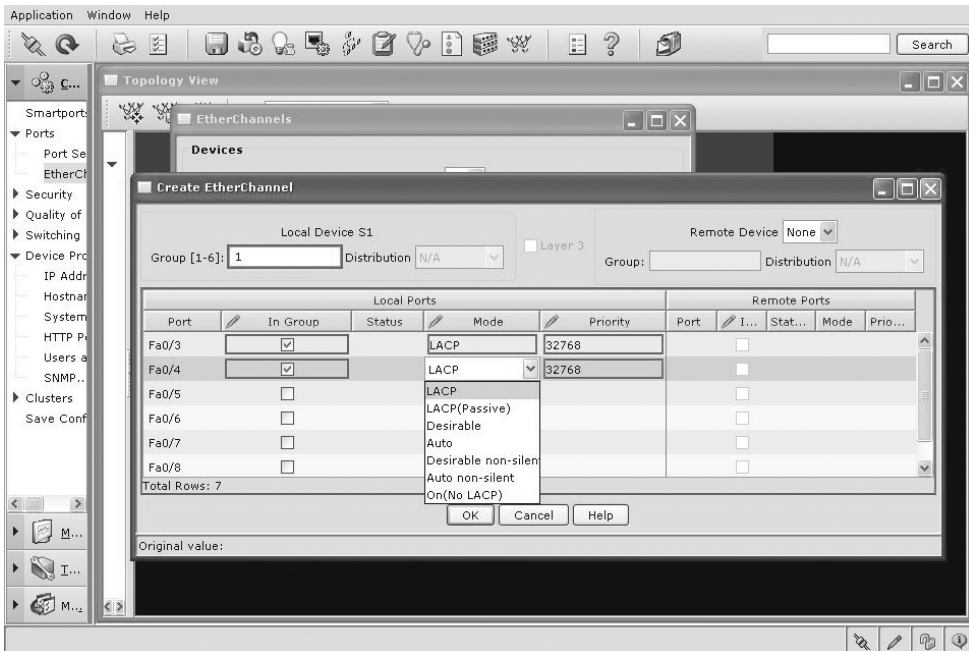 Application Window Help
Search
C...
Smartports
Ports
Port Se
EtherCh
Security
Quality of
Switching
Device Pro
IP Addr
Hostnar
System
HTTP P
Users a
SNMP..
Clusters
Save Conf
M...
T...
M...
Topology View
EtherChannels
Devices
Create EtherChannel
Local Device S1
Group [1-6]: 1 Distribution N/A
Layer 3
Remote Device None
Group: Distribution N/A
Local Ports Remote Ports
Port In Group Status Mode Priority Port I... Stat... Mode Prio...
Fa0/3 LACP 32768
Fa0/4 LACP 32768
Fa0/5
Fa0/6
Fa0/7
Fa0/8
LACP
LACP(Passive)
Desirable
Auto
Desirable non-silen
Auto non-silent
On(No LACP)
Total Rows: 7
OK Cancel Help
Original value: